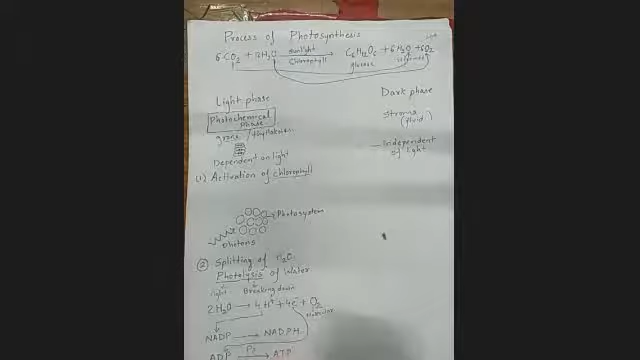 Process of Photosynthesis
6CO₂ + 12H₂O sunlight → chlorophyll C₆H₁₂O₆ + 6H₂O + 6O₂
glucose
Light phase
Dark phase
Photochemical phase
stroma (fluid)
grana / thylakoids
Dependent on light
Independent of light
(1) Activation of chlorophyll
Photosystem
photons
(2) Splitting of H₂O
Photolysis of water
light Breaking down
2H₂O → 4H⁺ + 4e⁻ + O₂
Molecular
NADP → NADPH
ADP Pi → ATP